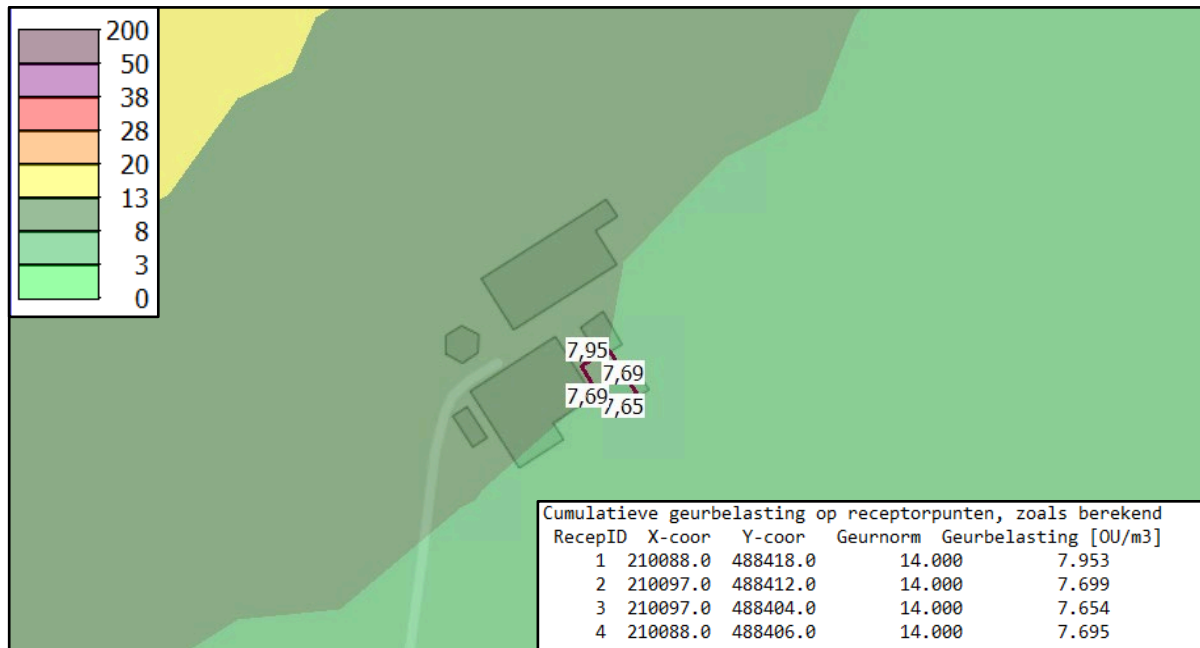 200
50
38
28
20
13
8
3
0
7,95
7,69
7,69
7,65
Cumulatieve geurbelasting op receptorpunten, zoals berekend
RecepID X-coor Y-coor Geurnorm Geurbelasting [OU/m3]
1 210088.0 488418.0 14.000 7.953
2 210097.0 488412.0 14.000 7.699
3 210097.0 488404.0 14.000 7.654
4 210088.0 488406.0 14.000 7.695